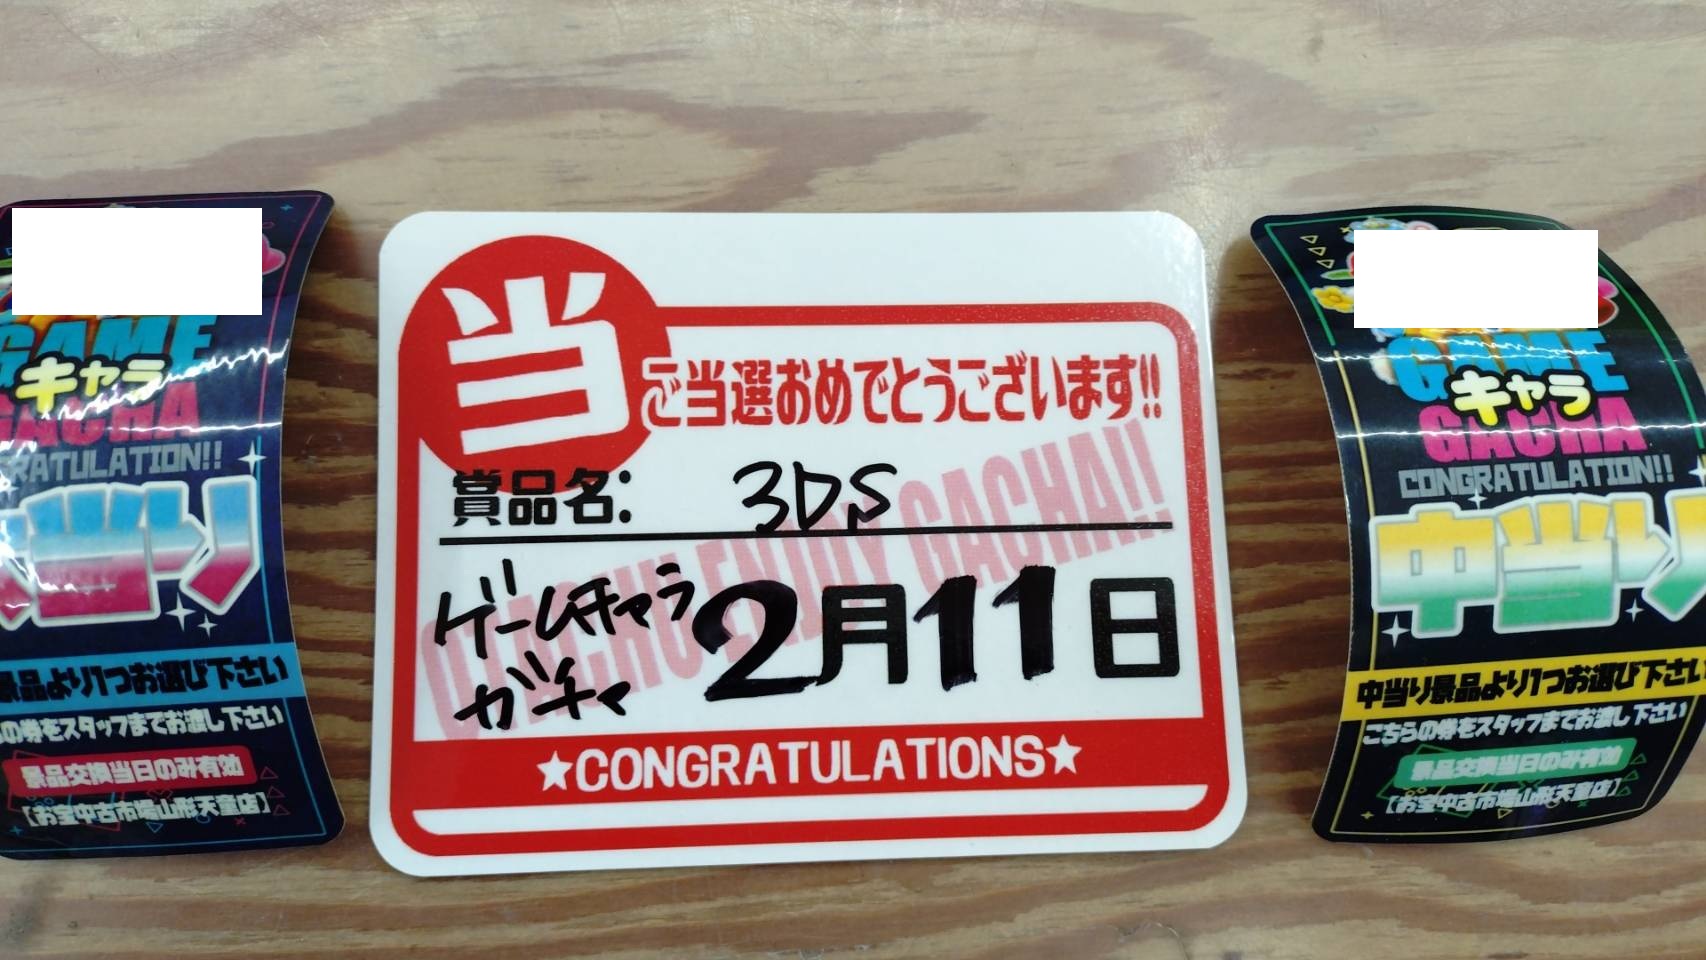 GAME
キャラ
GACHA
RATULATION!!
当り
景品より1つお選び下さい
の券をスタッフまでお渡し下さい
景品交換当日のみ有効
[お宝中古市場山形天童店]
当
ご当選おめでとうございます!!
賞品名: 3DS
ENJOY GACHA!!
ゲームキャラ
ガチャ
2月11日
★CONGRATULATIONS★
GAME
キャラ
GACHA
CONGRATULATION!!
中当り
中当り景品より1つお選び下さい
こちらの券をスタッフまでお渡し下さい
景品交換当日のみ有効
[お宝中古市場山形天童店]